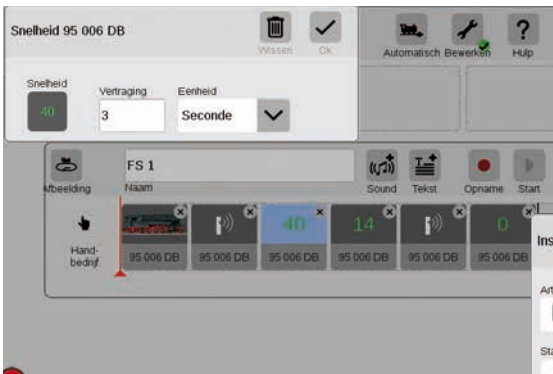 Snelheid 95 006 DB
Wissen
Ok
Automatisch
Bewerken
Hulp
Snelheid
Vertraging
Eenheid
40
3
Seconde
FS 1
Afbeelding
Naam
Sound
Tekst
Opname
Start
40
14
0
Hand-
bedrijf
95 006 DB
95 006 DB
95 006 DB
95 006 DB
95 006 DB
95 006 DB
Ins
Art
Sta